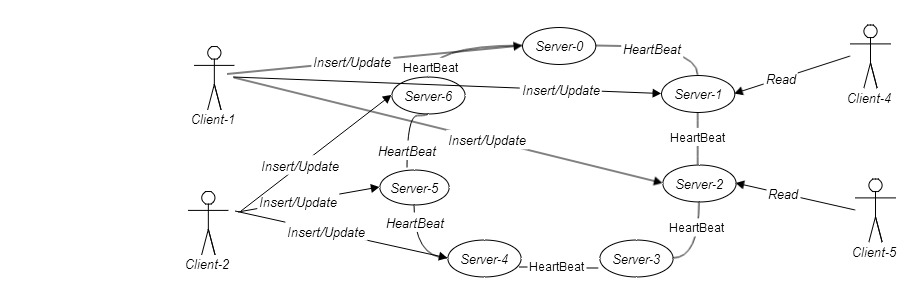 Server-0
HeartBeat
Insert/Update
HeartBeat
Read
Server-6
Insert/Update
Server-1
Client-4
Client-1
HeartBeat
Insert/Update
HeartBeat
Insert/Update
Server-5
Server-2
Read
Insert/Update
HeartBeat
HeartBeat
Insert/Update
Client-5
Client-2
Server-4
HeartBeat
Server-3